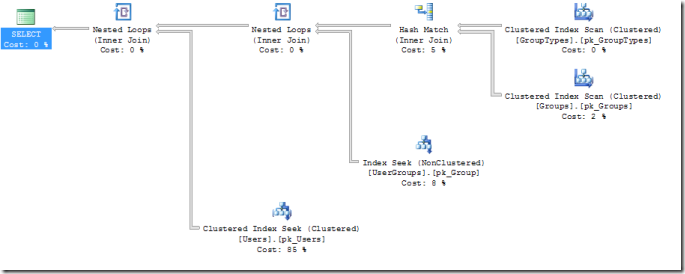 SELECT
Cost: 0 %
Nested Loops
(Inner Join)
Cost: 0 %
Nested Loops
(Inner Join)
Cost: 0 %
Hash Match
(Inner Join)
Cost: 5 %
Clustered Index Scan (Clustered)
[GroupTypes].[pk_GroupTypes]
Cost: 0 %
Clustered Index Scan (Clustered)
[Groups].[pk_Groups]
Cost: 2 %
Index Seek (NonClustered)
[UserGroups].[pk_Group]
Cost: 8 %
Clustered Index Seek (Clustered)
[Users].[pk_Users]
Cost: 85 %